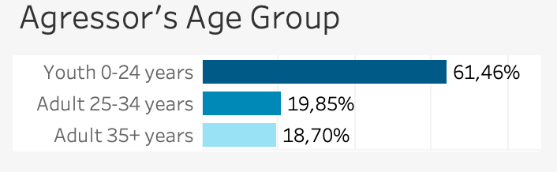 Agressor's Age Group
Youth 0-24 years 61,46%
Adult 25-34 years 19,85%
Adult 35+ years 18,70%